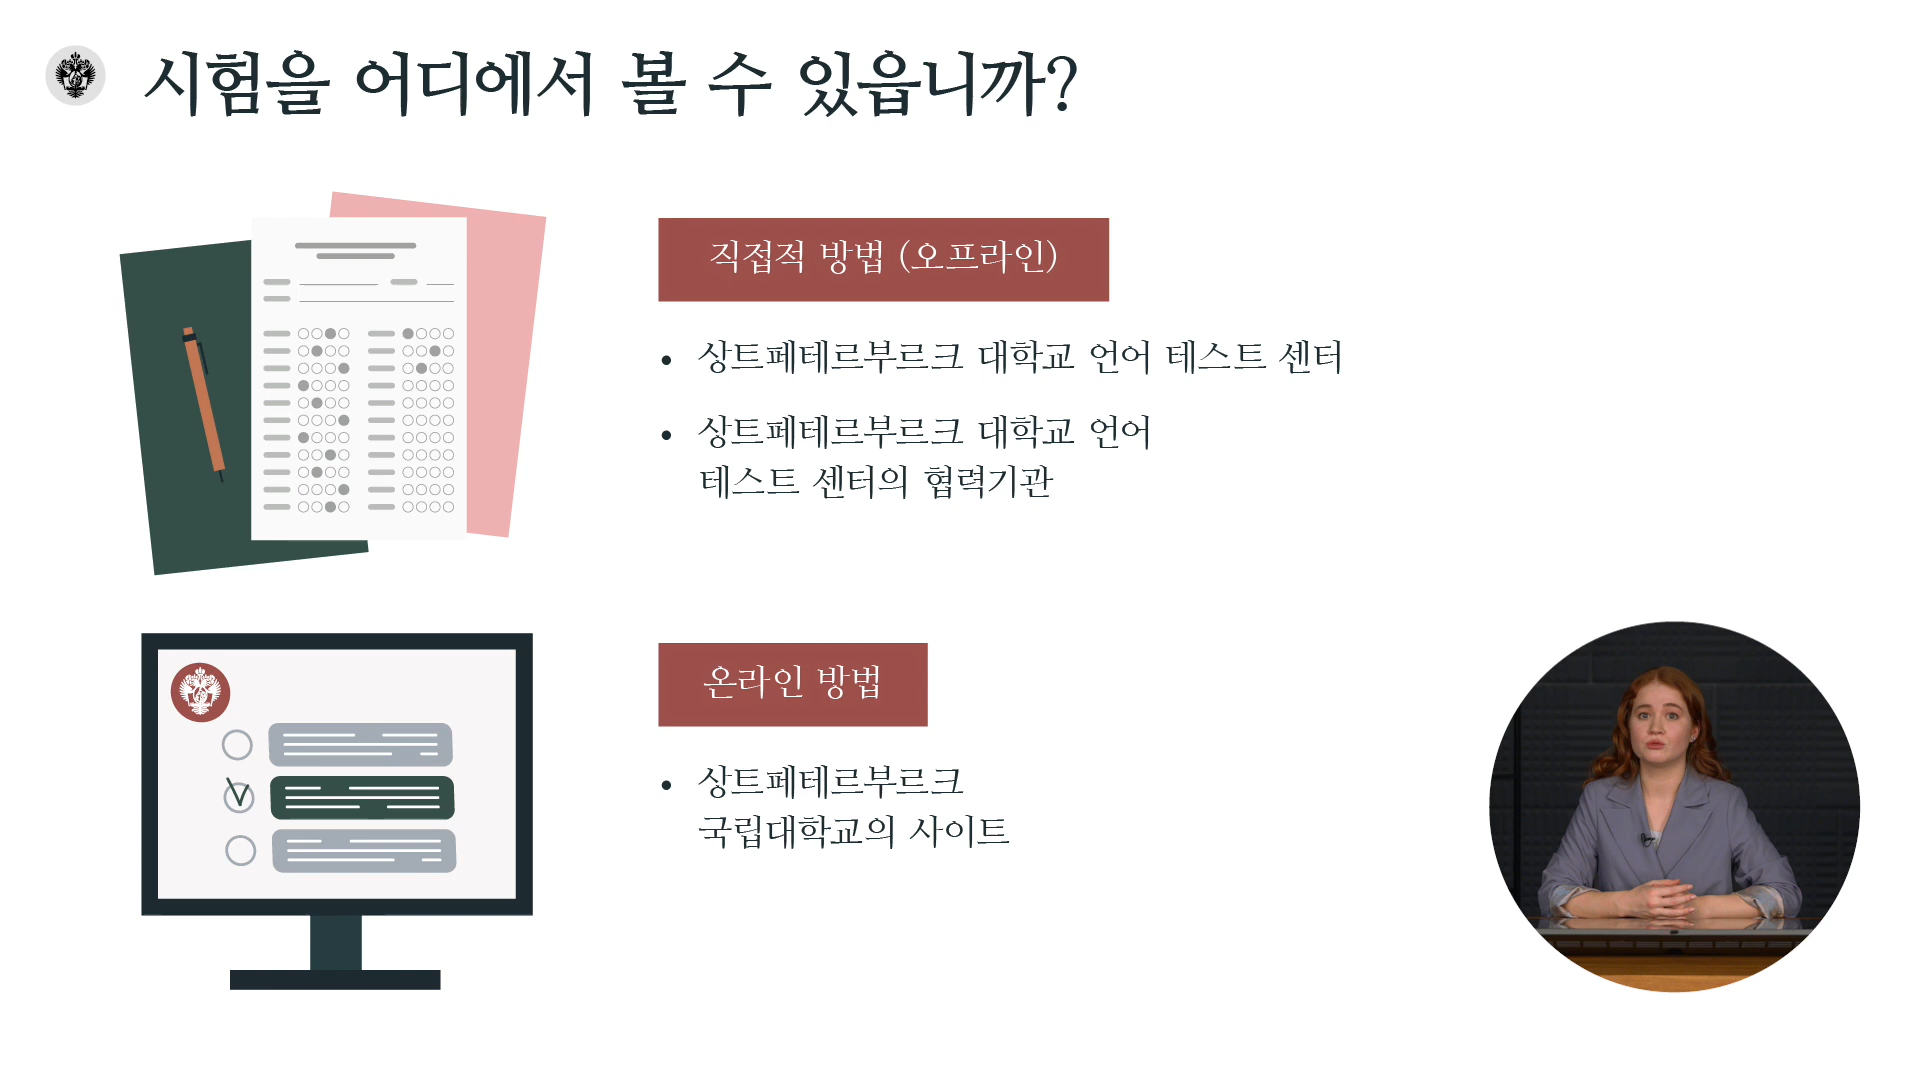 시험을 어디에서 볼 수 있읍니까?
직접적 방법 (오프라인)
• 상트페테르부르크 대학교 언어 테스트 센터
• 상트페테르부르크 대학교 언어
테스트 센터의 협력기관
온라인 방법
• 상트페테르부르크
국립대학교의 사이트